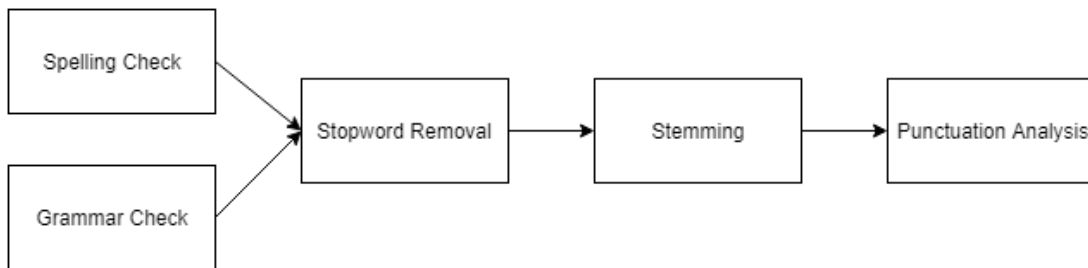 Spelling Check
Grammar Check
Stopword Removal
Stemming
Punctuation Analysis